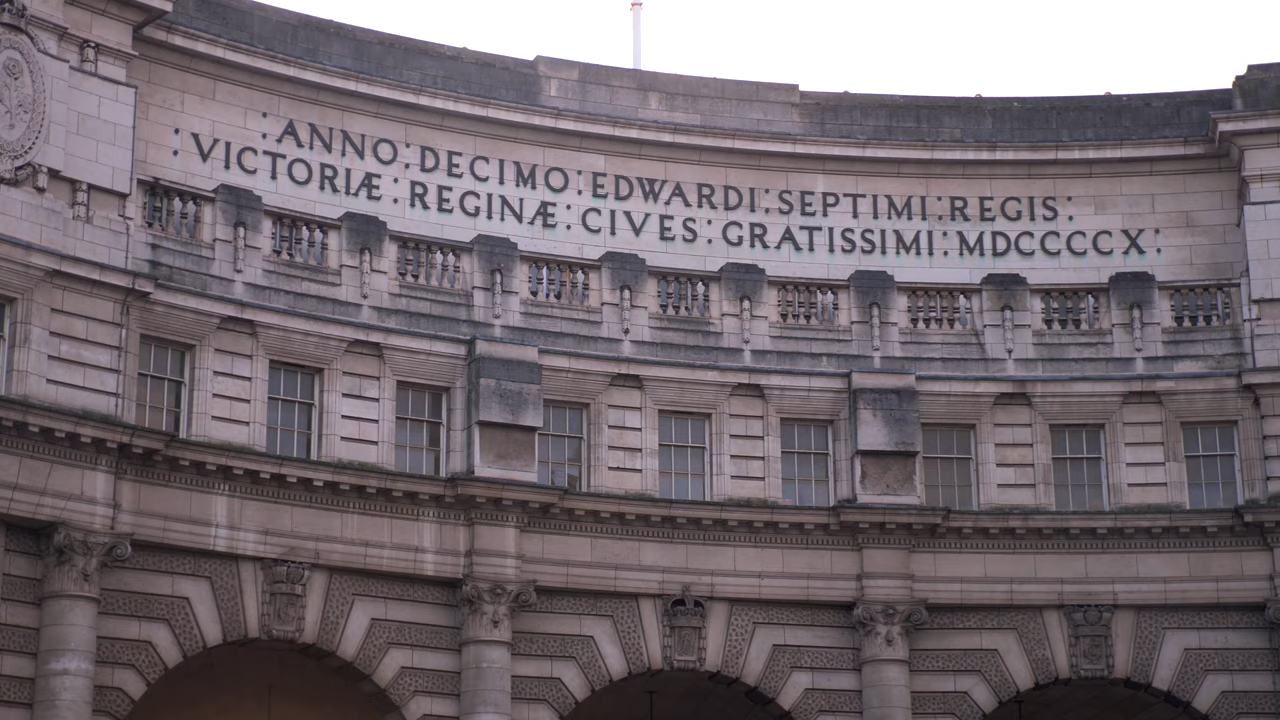 : ANNO : DECIMO : EDWARDI : SEPTIMI : REGIS :
: VICTORIÆ : REGINÆ : CIVES : GRATISSIMI : MDCCCCX :